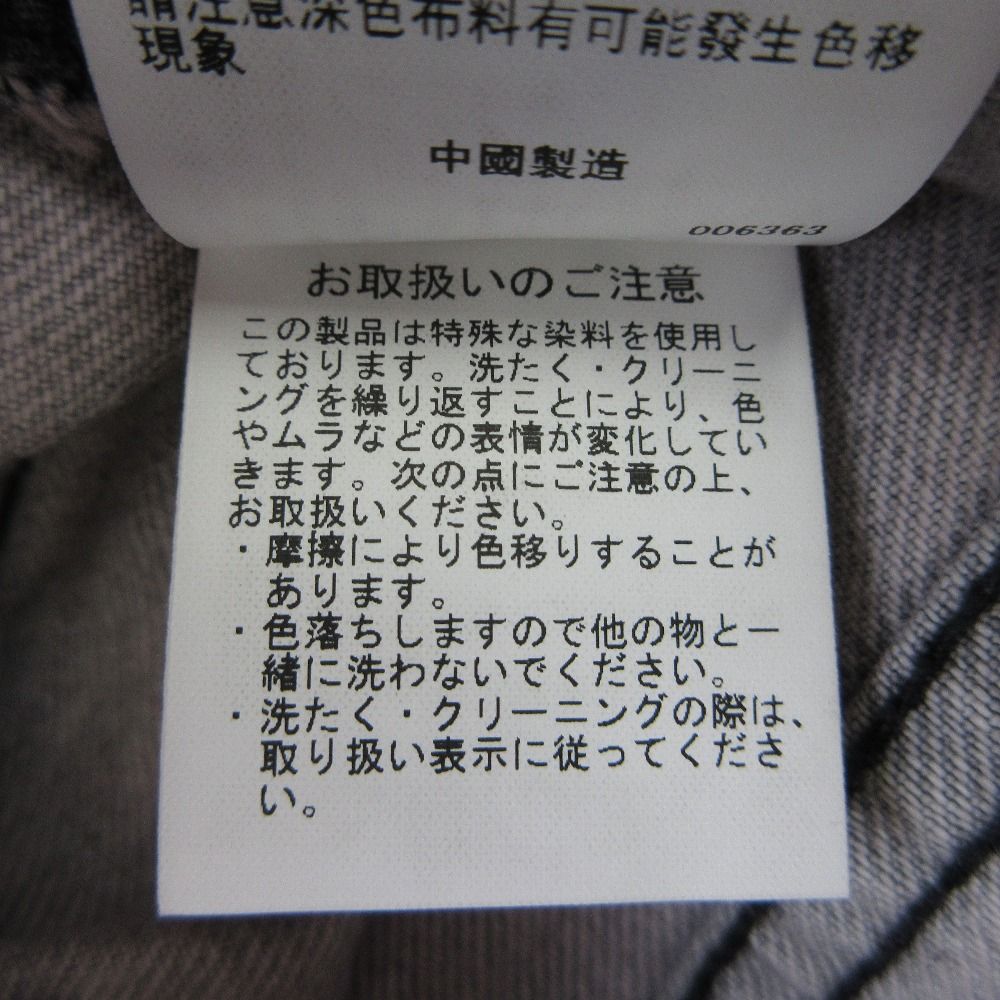 請注意深色布料有可能發生色移
現象
中國製造
006363
お取扱いのご注意
この製品は特殊な染料を使用し
ております。洗たく・クリーニ
ングを繰り返すことにより、色
やムラなどの表情が変化してい
きます。次の点にご注意の上、
お取扱いください。
・摩擦により色移りすることが
あります。
・色落ちしますので他の物と一
緒に洗わないでください。
・洗たく・クリーニングの際は、
取り扱い表示に従ってくださ
い。